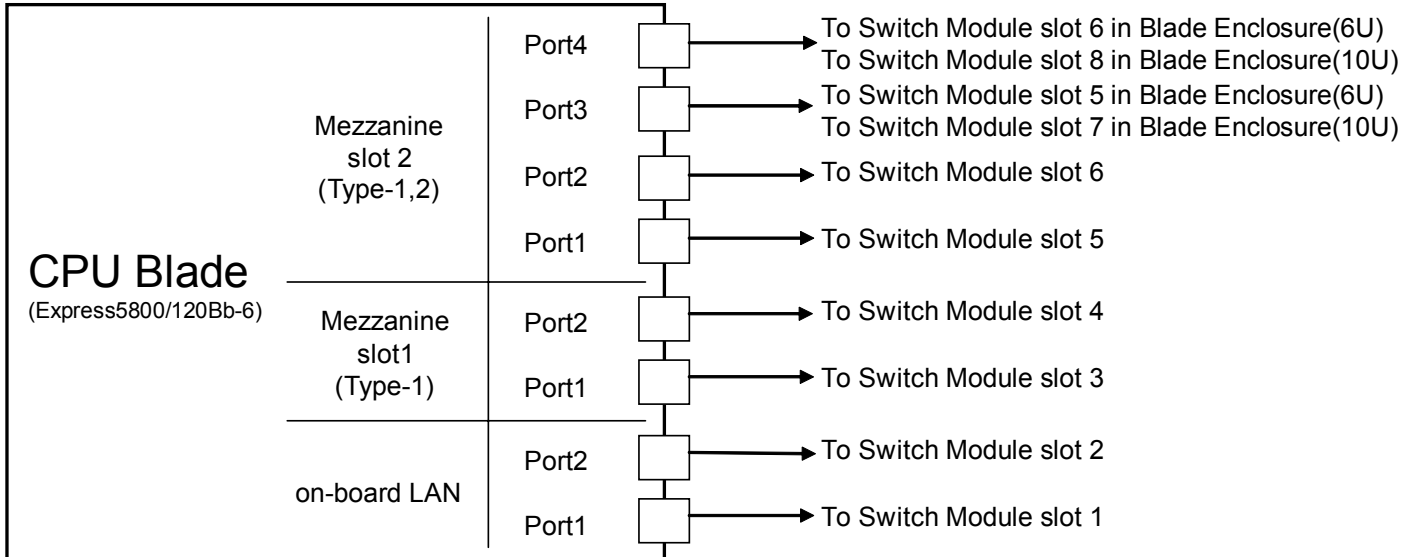 Port4
To Switch Module slot 6 in Blade Enclosure(6U)
To Switch Module slot 8 in Blade Enclosure(10U)
Port3
To Switch Module slot 5 in Blade Enclosure(6U)
To Switch Module slot 7 in Blade Enclosure(10U)
Mezzanine
slot 2
(Type-1,2)
Port2
To Switch Module slot 6
Port1
To Switch Module slot 5
CPU Blade
(Express5800/120Bb-6)
Mezzanine
slot1
(Type-1)
Port2
To Switch Module slot 4
Port1
To Switch Module slot 3
on-board LAN
Port2
To Switch Module slot 2
Port1
To Switch Module slot 1